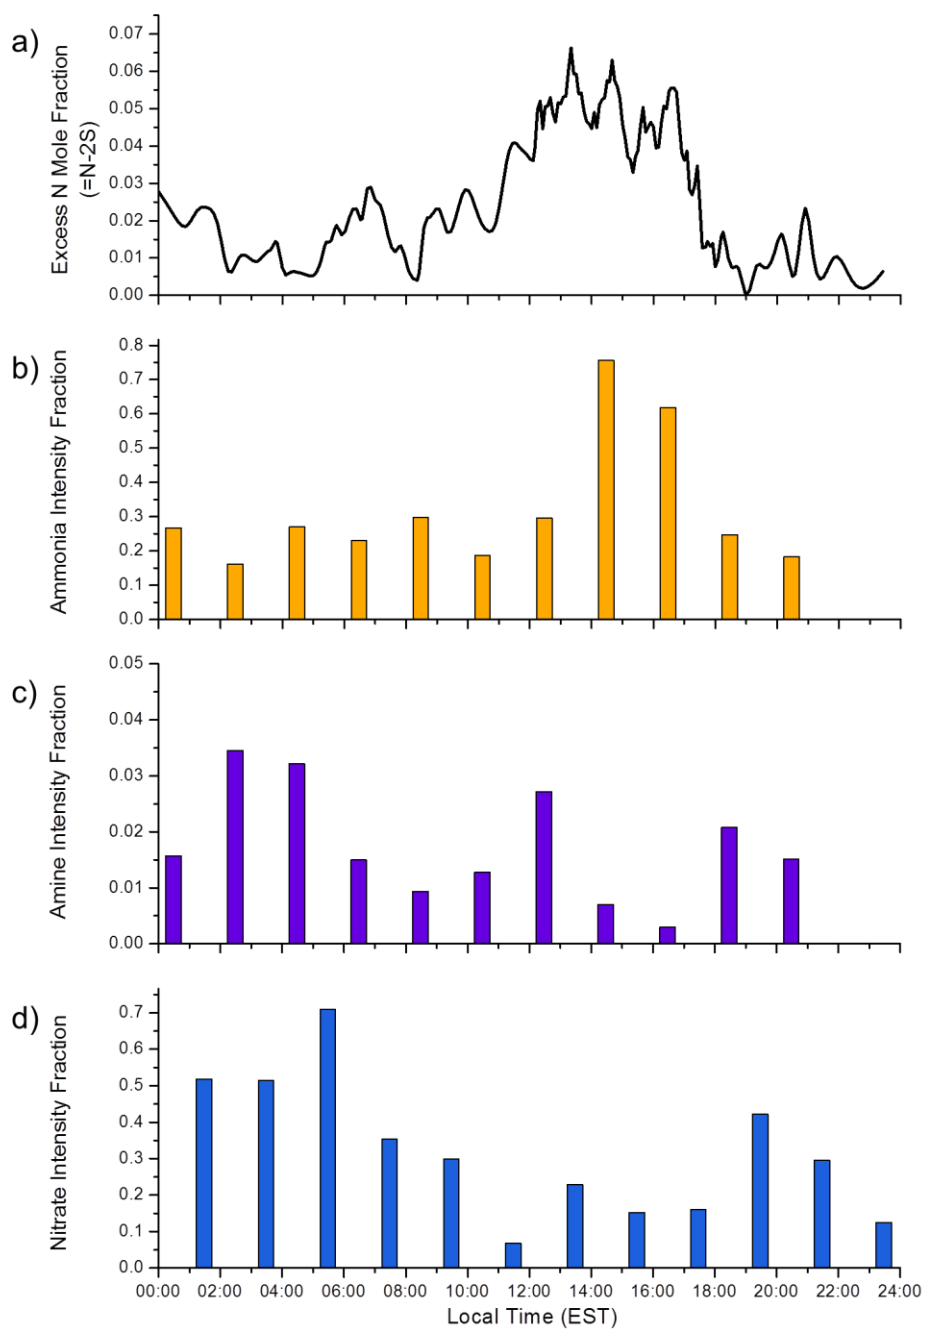 a)
Excess N Mole Fraction
(=N-2S)
0.07
0.06
0.05
0.04
0.03
0.02
0.01
0.00
b)
Ammonia Intensity Fraction
0.8
0.7
0.6
0.5
0.4
0.3
0.2
0.1
0.0
c)
Amine Intensity Fraction
0.05
0.04
0.03
0.02
0.01
0.00
d)
Nitrate Intensity Fraction
0.7
0.6
0.5
0.4
0.3
0.2
0.1
0.0
00:00 02:00 04:00 06:00 08:00 10:00 12:00 14:00 16:00 18:00 20:00 22:00 24:00
Local Time (EST)